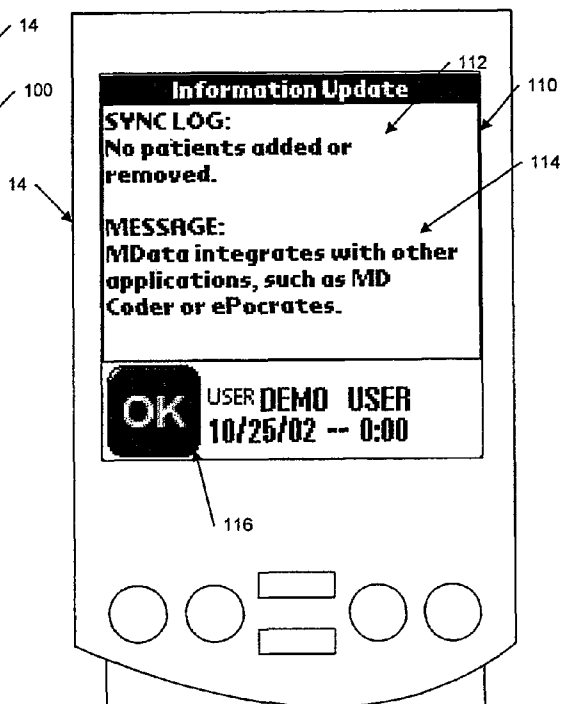 14
100
112
110
14
114
Information Update
SYNC LOG:
No patients added or
removed.
MESSAGE:
MData integrates with other
applications, such as MD
Coder or ePocrates.
OK
USER DEMO USER
10/25/02 -- 0:00
116